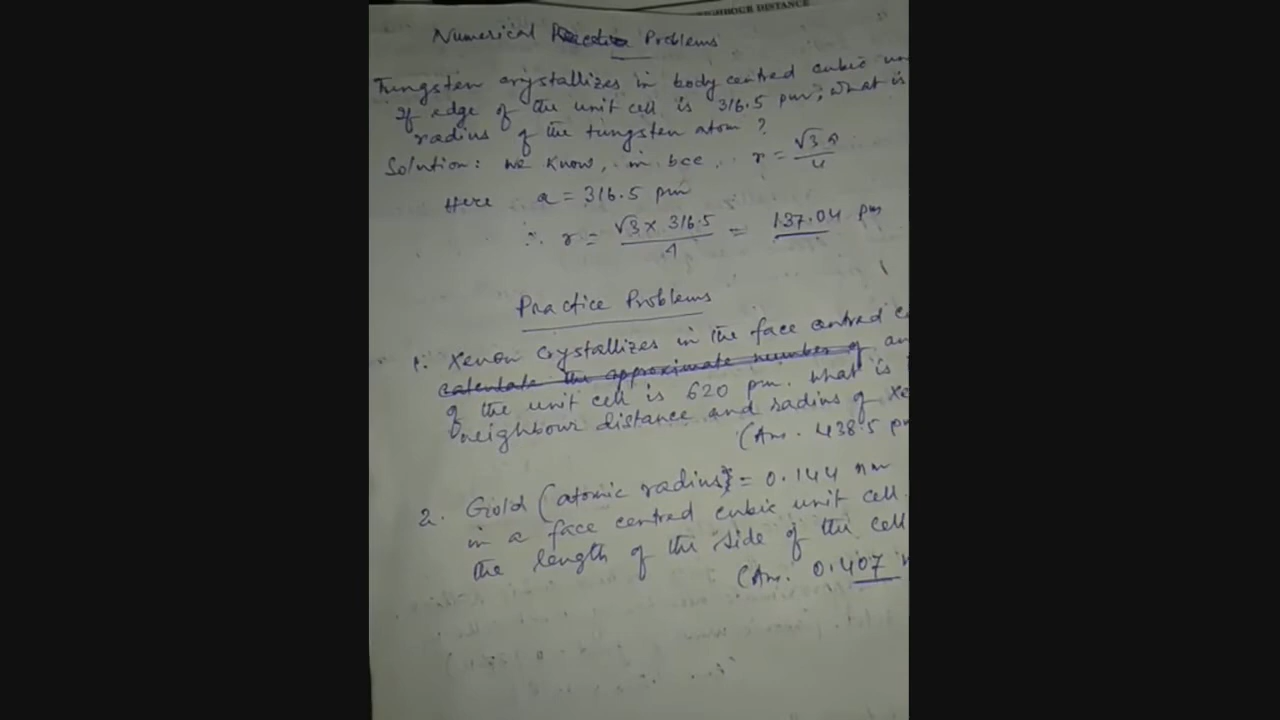 NEIGHBOUR DISTANCE
Numerical Problems
Tungsten crystallizes in body centred cubic
If edge of the unit cell is 316.5 pm, what is
radius of the tungsten atom ?
Solution: we know, in bcc, r = √3 a / 4
Here a = 316.5 pm
∴ r = √3 x 316.5 / 4 = 137.04 pm
Practice Problems
1. Xenon crystallizes in the face centred
calculate the approximate number of an
of the unit cell is 620 pm. What is
neighbour distance and radius of Xe
(Ans. 438.5 pm
2. Gold (atomic radius) = 0.144 nm
in a face centred cubic unit cell.
the length of the side of the cell
(Ans. 0.407